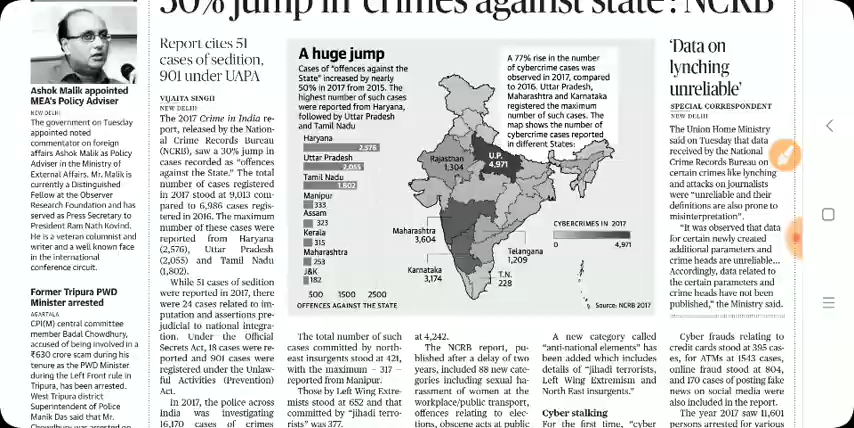 30% jump in 'crimes against state': NCRB
Ashok Malik appointed
MEA's Policy Adviser
NEW DELHI
The government on Tuesday
appointed noted
commentator on foreign
affairs Ashok Malik as Policy
Adviser in the Ministry of
External Affairs. Mr. Malik is
currently a Distinguished
Fellow at the Observer
Research Foundation and has
served as Press Secretary to
President Ram Nath Kovind.
He is a veteran columnist and
writer and a well known face
in the international
conference circuit.
Former Tripura PWD
Minister arrested
AGARTALA
CPI(M) central committee
member Badal Chowdhury,
accused of being involved in a
₹630 crore scam during his
tenure as the PWD Minister
during the Left Front rule in
Tripura, has been arrested.
West Tripura district
Superintendent of Police
Manik Das said that Mr.
Chowdhury was arrested on
Report cites 51
cases of sedition,
901 under UAPA
VIJAITA SINGH
NEW DELHI
The 2017 Crime in India re-
port, released by the Nation-
al Crime Records Bureau
(NCRB), saw a 30% jump in
cases recorded as "offences
against the State." The total
number of cases registered
in 2017 stood at 9,013 com-
pared to 6,986 cases regis-
tered in 2016. The maximum
number of these cases were
reported from Haryana
(2,576), Uttar Pradesh
(2,055) and Tamil Nadu
(1,802).
While 51 cases of sedition
were reported in 2017, there
were 24 cases related to im-
putation and assertions pre-
judicial to national integra-
tion. Under the Official
Secrets Act, 18 cases were re-
ported and 901 cases were
registered under the Unlaw-
ful Activities (Prevention)
Act.
In 2017, the police across
India was investigating
16,170 cases of crimes
A huge jump
Cases of "offences against the
State" increased by nearly
50% in 2017 from 2015. The
highest number of such cases
were reported from Haryana,
followed by Uttar Pradesh
and Tamil Nadu
Haryana
2,576
Uttar Pradesh
2,055
Tamil Nadu
1,802
Manipur
333
Assam
323
Kerala
315
Maharashtra
253
J&K
182
500 1500 2500
OFFENCES AGAINST THE STATE
A 77% rise in the number
of cybercrime cases was
observed in 2017, compared
to 2016. Uttar Pradesh,
Maharashtra and Karnataka
registered the maximum
number of such cases. The
map shows the number of
cybercrime cases reported
in different States:
Rajasthan
1,304
U.P.
4,971
Maharashtra
3,604
Karnataka
3,174
Telangana
1,209
T.N.
228
CYBERCRIMES IN 2017
0 4,971
Source: NCRB 2017
The total number of such
cases committed by north-
east insurgents stood at 421,
with the maximum – 317 –
reported from Manipur.
Those by Left Wing Extre-
mists stood at 652 and that
committed by "jihadi terro-
rists" was 377.
at 4,242.
The NCRB report, pu-
blished after a delay of two
years, included 88 new cate-
gories including sexual ha-
rassment of women at the
workplace/public transport,
offences relating to elec-
tions, obscene acts at public
A new category called
"anti-national elements" has
been added which includes
details of "jihadi terrorists,
Left Wing Extremism and
North East insurgents."
Cyber stalking
For the first time, "cyber
'Data on
lynching
unreliable'
SPECIAL CORRESPONDENT
NEW DELHI
The Union Home Ministry
said on Tuesday that data
received by the National
Crime Records Bureau on
certain crimes like lynching
and attacks on journalists
were "unreliable and their
definitions are also prone to
misinterpretation".
"It was observed that data
for certain newly created
additional parameters and
crime heads are unreliable...
Accordingly, data related to
the certain parameters and
crime heads have not been
published," the Ministry said.
Cyber frauds relating to
credit cards stood at 395 cas-
es, for ATMs at 1543 cases,
online fraud stood at 804,
and 170 cases of posting fake
news on social media were
also included in the report.
The year 2017 saw 11,601
persons arrested for various